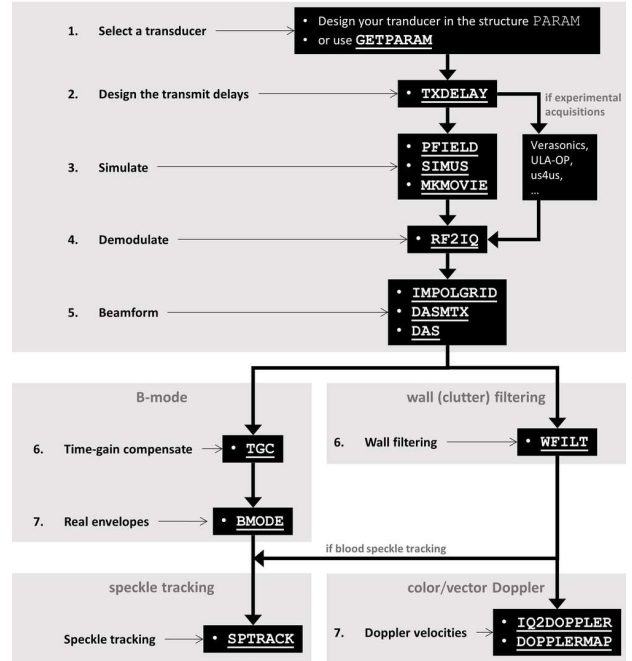 1. Select a transducer
• Design your tranducer in the structure PARAM
• or use GETPARAM
2. Design the transmit delays
• TXDELAY
if experimental
acquisitions
3. Simulate
• PFIELD
• SIMUS
• MKMOVIE
Verasonics,
ULA-OP,
us4us,
...
4. Demodulate
• RF2IQ
5. Beamform
• IMPOLGRID
• DASMTX
• DAS
B-mode
6. Time-gain compensate
• TGC
7. Real envelopes
• BMODE
wall (clutter) filtering
6. Wall filtering
• WFILT
if blood speckle tracking
speckle tracking
Speckle tracking
• SPTRACK
color/vector Doppler
7. Doppler velocities
• IQ2DOPPLER
• DOPPLERMAP